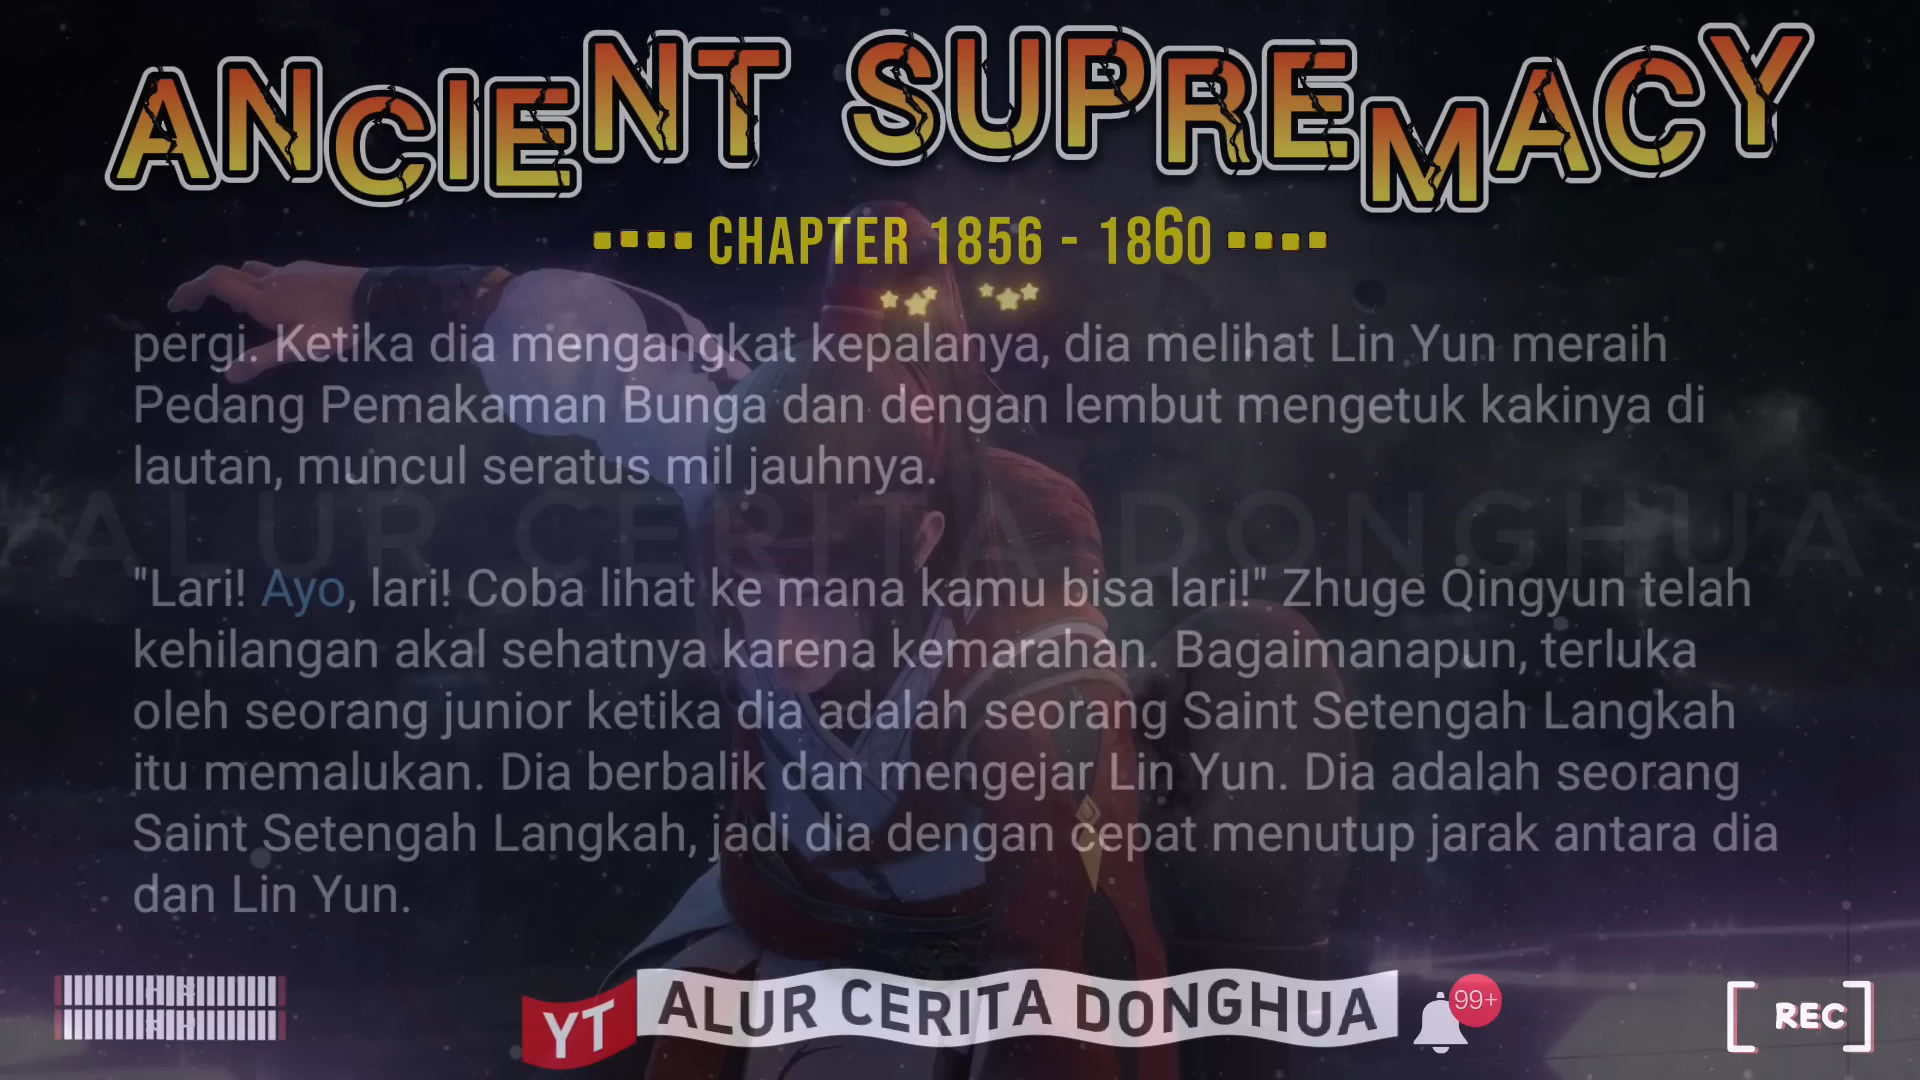 ANCIENT SUPREMACY
CHAPTER 1856 - 1860
pergi. Ketika dia mengangkat kepalanya, dia melihat Lin Yun meraih
Pedang Pemakaman Bunga dan dengan lembut mengetuk kakinya di
lautan, muncul seratus mil jauhnya.
ALUR CERITA DONGHUA
"Lari! Ayo, lari! Coba lihat ke mana kamu bisa lari!" Zhuge Qingyun telah
kehilangan akal sehatnya karena kemarahan. Bagaimanapun, terluka
oleh seorang junior ketika dia adalah seorang Saint Setengah Langkah
itu memalukan. Dia berbalik dan mengejar Lin Yun. Dia adalah seorang
Saint Setengah Langkah, jadi dia dengan cepat menutup jarak antara dia
dan Lin Yun.
YT ALUR CERITA DONGHUA
99+
REC